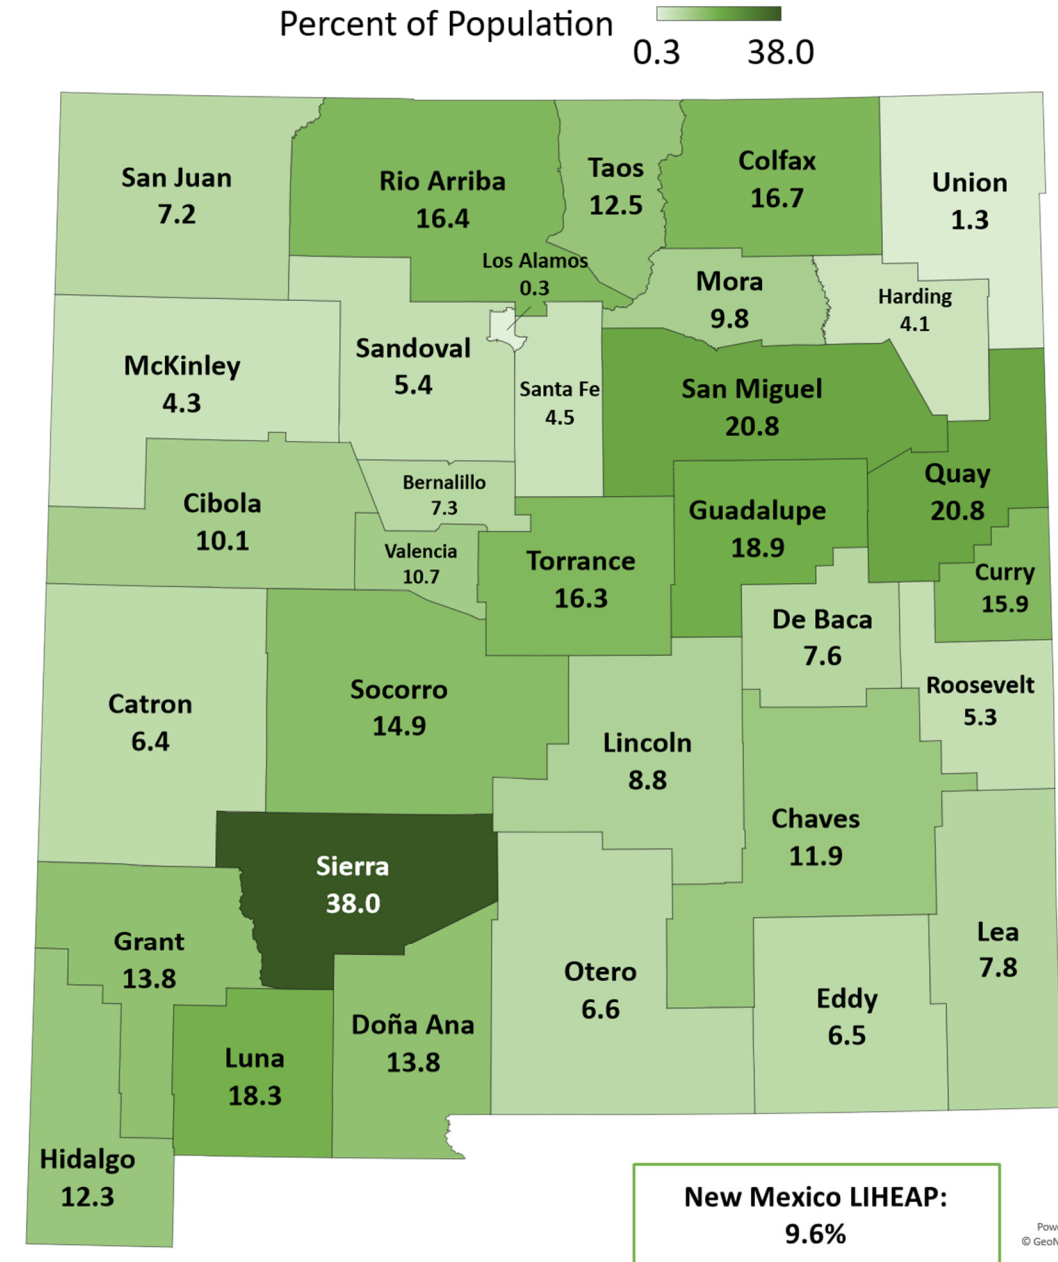 Percent of Population
0.3 38.0
San Juan
7.2
Rio Arriba
16.4
Taos
12.5
Colfax
16.7
Union
1.3
Los Alamos
0.3
Mora
9.8
Harding
4.1
McKinley
4.3
Sandoval
5.4
Santa Fe
4.5
San Miguel
20.8
Quay
20.8
Cibola
10.1
Bernalillo
7.3
Valencia
10.7
Torrance
16.3
Guadalupe
18.9
Curry
15.9
De Baca
7.6
Roosevelt
5.3
Catron
6.4
Socorro
14.9
Lincoln
8.8
Chaves
11.9
Sierra
38.0
Grant
13.8
Otero
6.6
Lea
7.8
Eddy
6.5
Doña Ana
13.8
Luna
18.3
Hidalgo
12.3
New Mexico LIHEAP:
9.6%
Powe
© GeoN